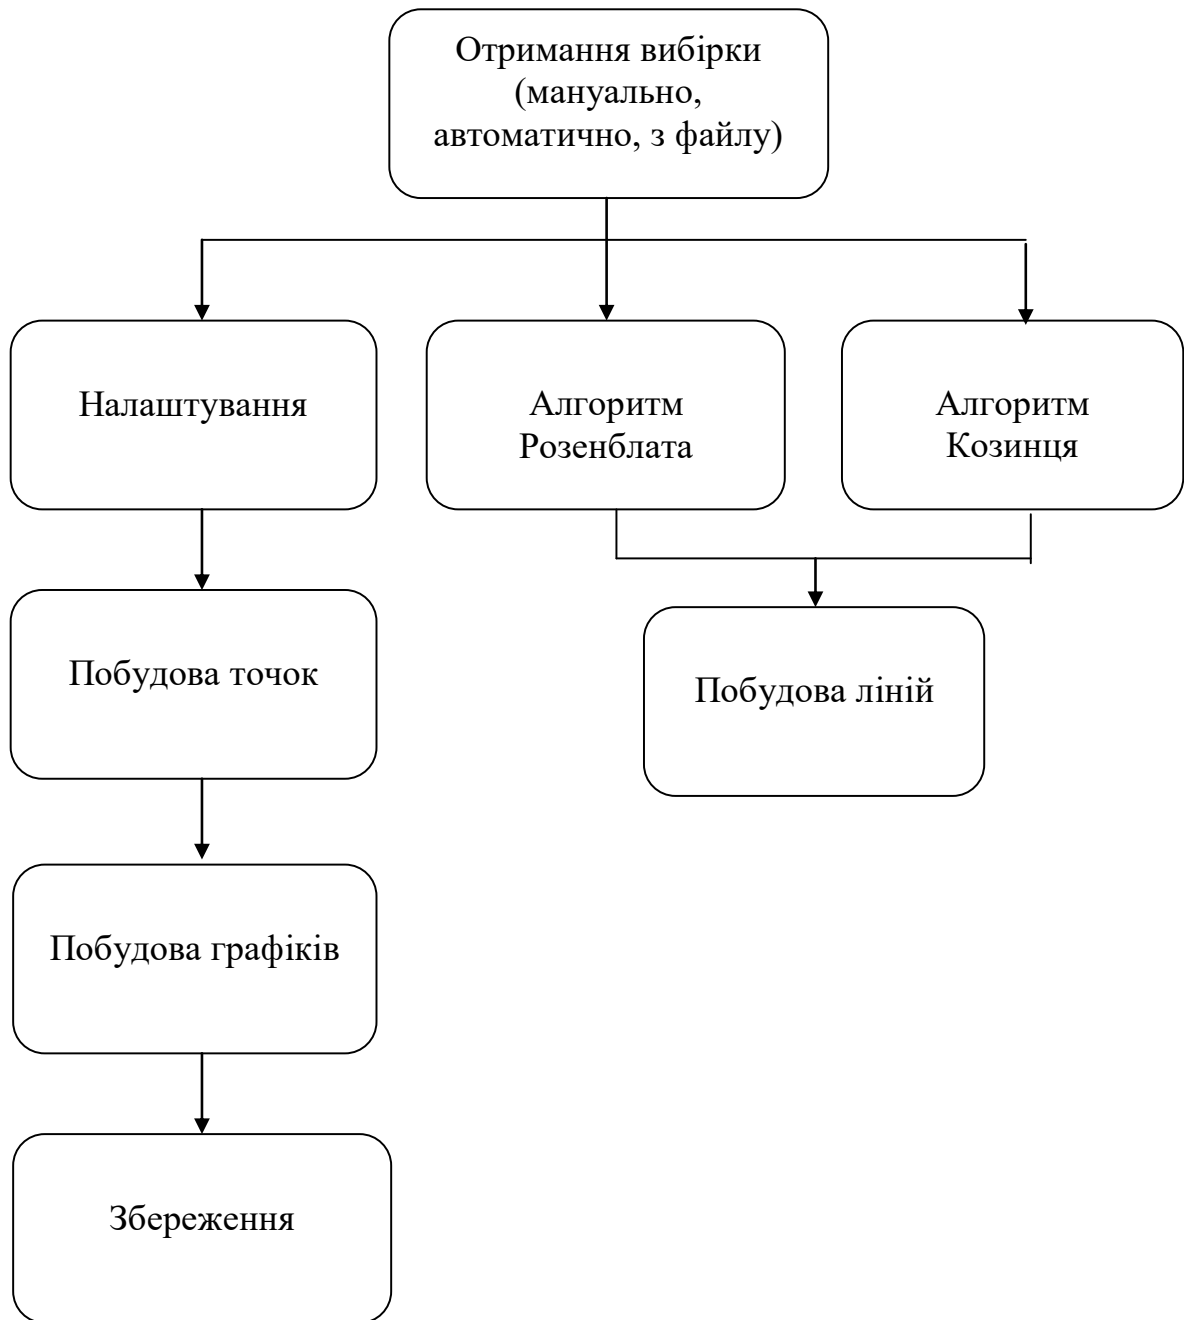 Отримання вибірки
(мануально,
автоматично, з файлу)
Налаштування
Алгоритм
Розенблата
Алгоритм
Козинця
Побудова точок
Побудова ліній
Побудова графіків
Збереження